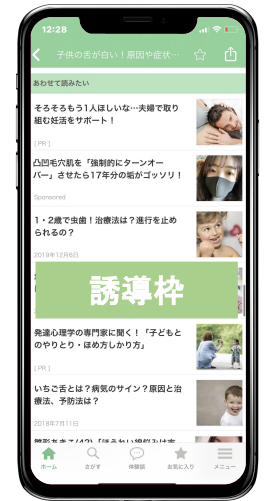 12:28
子供の舌が白い！原因や症状…
あわせて読みたい
そろそろもう1人ほしいな…夫婦で取り
組む妊活をサポート！
[ PR ]
凸凹毛穴肌を「強制的にターンオー
バー」させたら17年分の垢がゴッソリ！
Sponsored
1・2歳で虫歯！治療法は？進行を止め
られるの？
2019年12月6日
誘導枠
発達心理学の専門家に聞く！「子どもと
のやりとり・ほめ方しかり方」
[ PR ]
いちご舌とは？病気のサイン？原因と治
療法、予防法は？
2018年7月11日
ホーム
さがす
体験談
お気に入り
メニュー